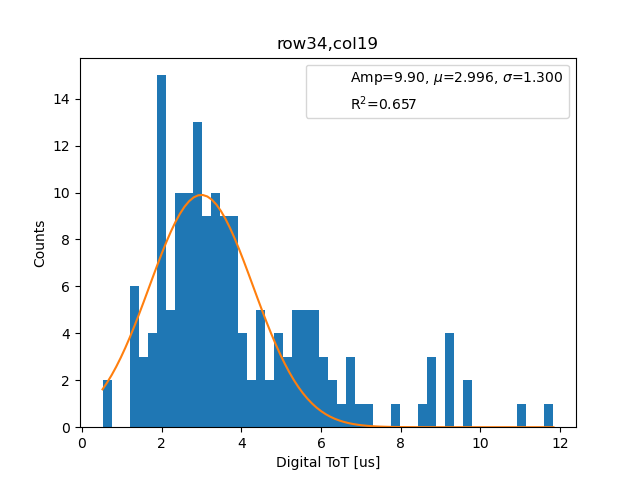 row34,col19
Amp=9.90, μ=2.996, σ=1.300
R²=0.657
14
12
10
8
6
4
2
0
Counts
0 2 4 6 8 10 12
Digital ToT [us]